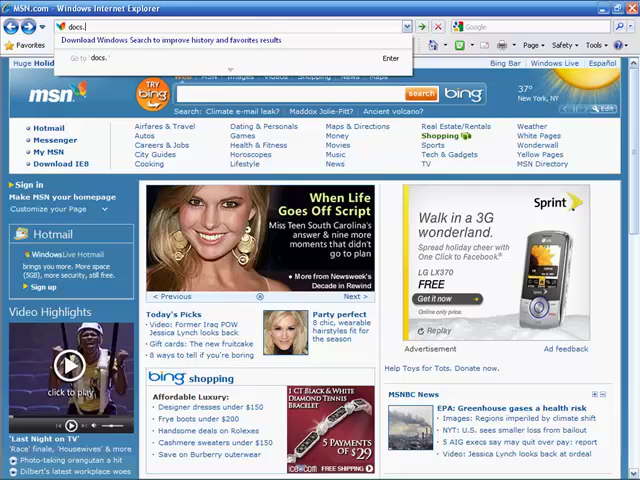 MSN.com - Windows Internet Explorer
docs.
Google
Favorites
Page
Safety
Tools
Download Windows Search to improve history and favorites results
Go to 'docs.'
Enter
Huge Holid
Bing Bar
Windows Live
Español
msn
TRY bing
Web
MSN
Images
Videos
Shopping
News
Maps
search
bing
37°
New York, NY
Edit
Search: Climate e-mail leak?
Maddox Jolie-Pitt?
Ancient volcano?
Hotmail
Messenger
My MSN
Download IE8
Airfares & Travel
Autos
Careers & Jobs
City Guides
Cooking
Dating & Personals
Games
Health & Fitness
Horoscopes
Lifestyle
Maps & Directions
Money
Movies
Music
News
Real Estate/Rentals
Shopping
Sports
Tech & Gadgets
TV
Weather
White Pages
Wonderwall
Yellow Pages
MSN Directory
Sign in
Make MSN your homepage
Customize your Page
Hotmail
Windows Live Hotmail
brings you more. More space
(5GB), more security, still free.
Sign up
Video Highlights
click to play
'Last Night on TV'
'Race' finale, 'Housewives' & more
Photo-taking orangutan a hit
Dilbert's latest workplace woes
When Life
Goes Off Script
Miss Teen South Carolina's
answer & nine more
moments that didn't
go to plan
• More from Newsweek's
Decade in Rewind
< Previous
Next >
Today's Picks
Video: Former Iraq POW
Jessica Lynch looks back
Gift cards: The new fruitcake
8 ways to tell if you're boring
Party perfect
8 chic, wearable
hairstyles fit for
the season
bing shopping
Affordable Luxury:
Designer dresses under $150
Frye boots under $200
Handsome deals on Rolexes
Cashmere sweaters under $150
Save on Burberry outerwear
1 CT BLACK & WHITE
DIAMOND TENNIS
BRACELET
5 PAYMENTS
OF $29
ice.com
FREE SHIPPING
Sprint
Walk in a 3G
wonderland.
Spread holiday cheer with
One Click to Facebook.®
LG LX370
FREE
Get it now
Online only price.
Replay
Advertisement
Ad feedback
Help Toys for Tots. Donate now.
MSNBC News
EPA: Greenhouse gases a health risk
Images: Regions imperiled by climate shift
NYT: U.S. sees smaller loss from bailout
5 AIG execs say may quit over pay: report
Video: Jessica Lynch looks back at ordeal